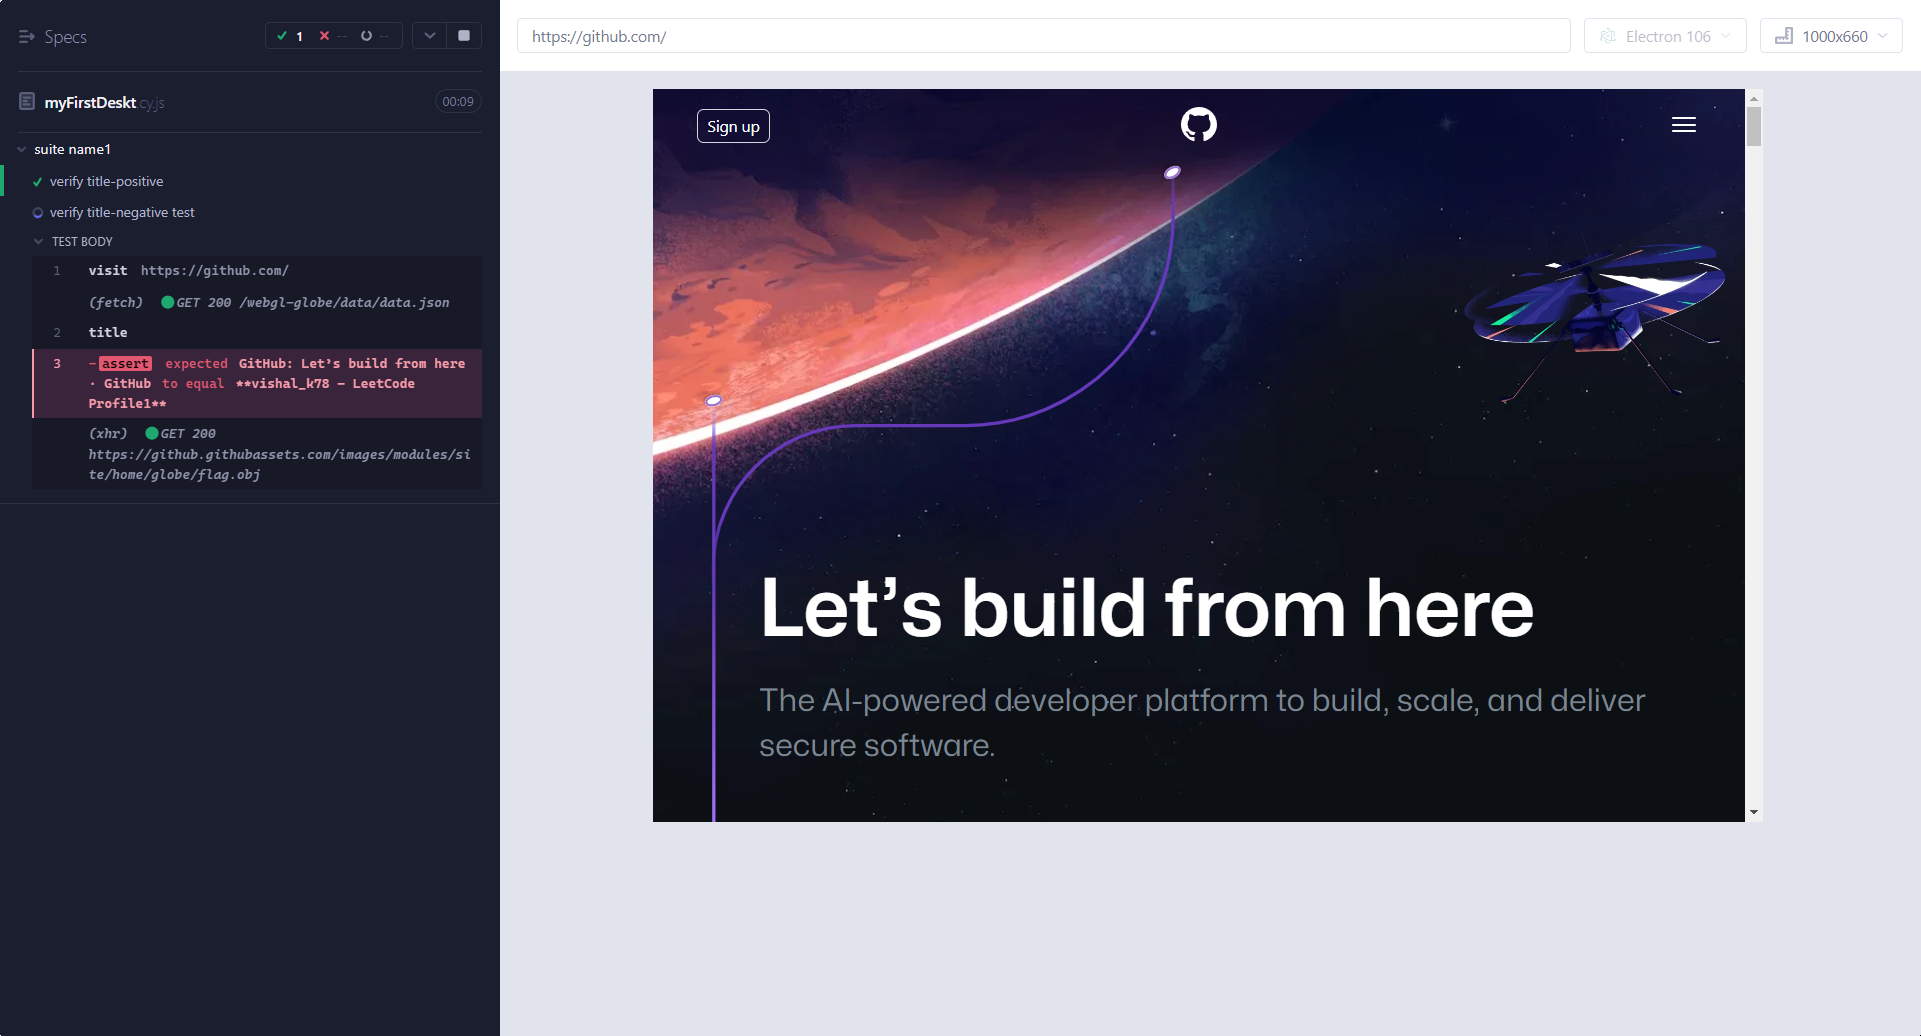 Specs
1 -- --
myFirstDeskt.cy.js 00:09
suite name1
verify title-positive
verify title-negative test
TEST BODY
1 visit https://github.com/
(fetch) GET 200 /webgl-globe/data/data.json
2 title
3 -assert expected GitHub: Let’s build from here
· GitHub to equal **vishal_k78 - LeetCode
Profile1**
(xhr) GET 200
https://github.githubassets.com/images/modules/si
te/home/globe/flag.obj
https://github.com/
Electron 106
1000x660
Sign up
Let’s build from here
The AI-powered developer platform to build, scale, and deliver
secure software.